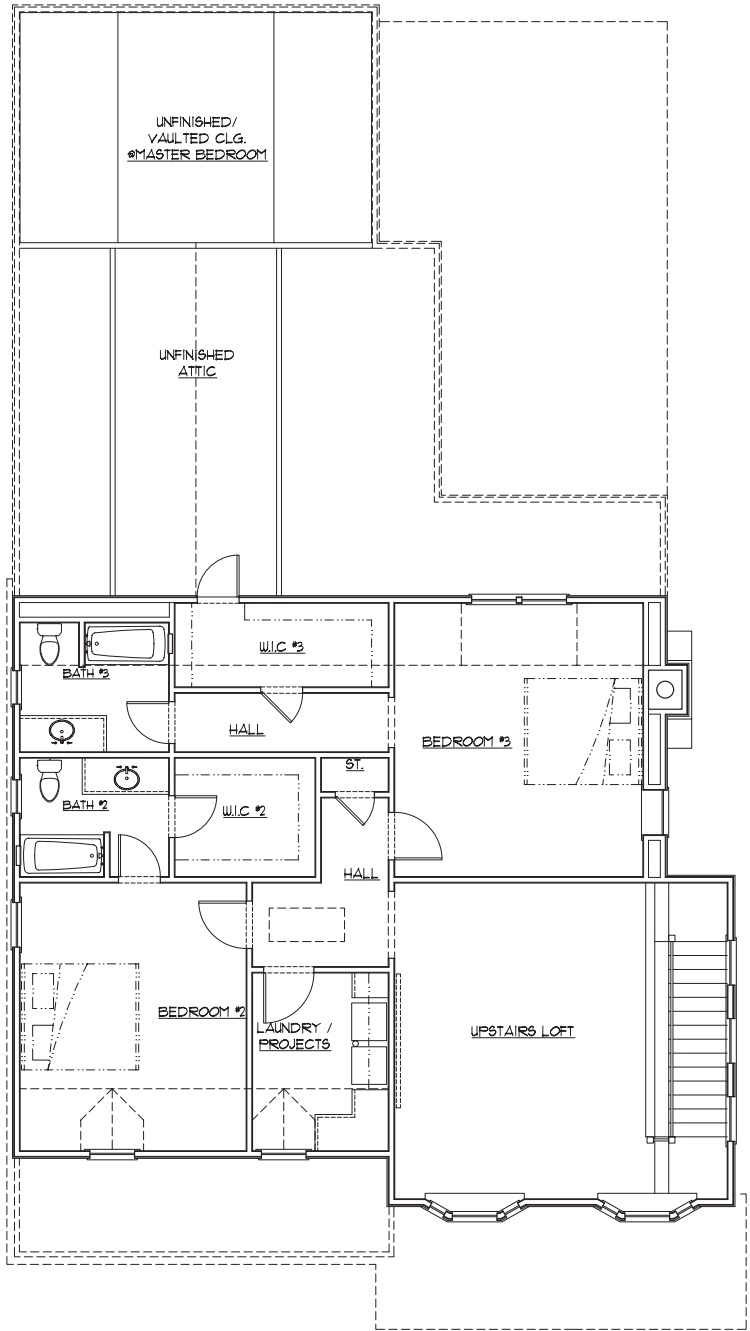 UNFINISHED/
VAULTED CLG.
@MASTER BEDROOM
UNFINISHED
ATTIC
W.I.C #3
BATH #3
HALL
BEDROOM #3
ST.
BATH #2
W.I.C #2
HALL
BEDROOM #2
LAUNDRY /
PROJECTS
UPSTAIRS LOFT